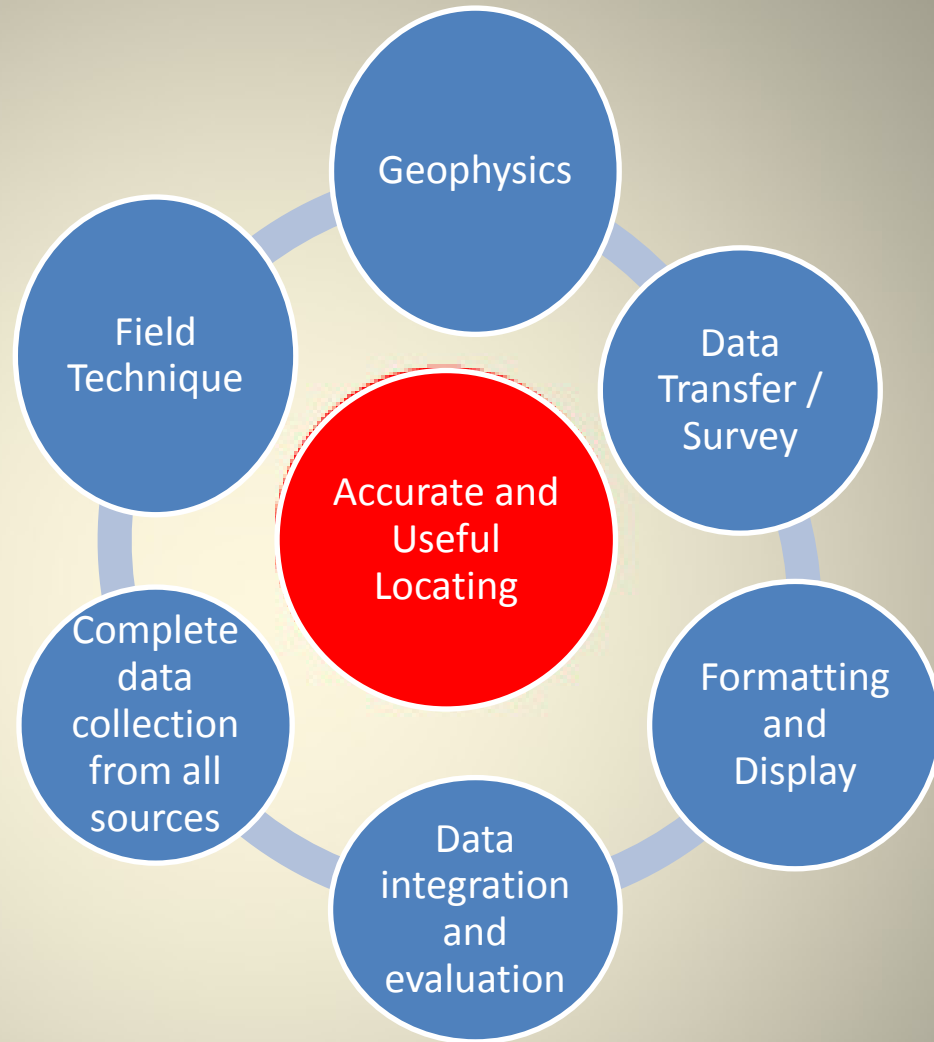 Geophysics
Field
Technique
Data
Transfer /
Survey
Accurate and
Useful
Locating
Complete
data
collection
from all
sources
Formatting
and
Display
Data
integration
and
evaluation